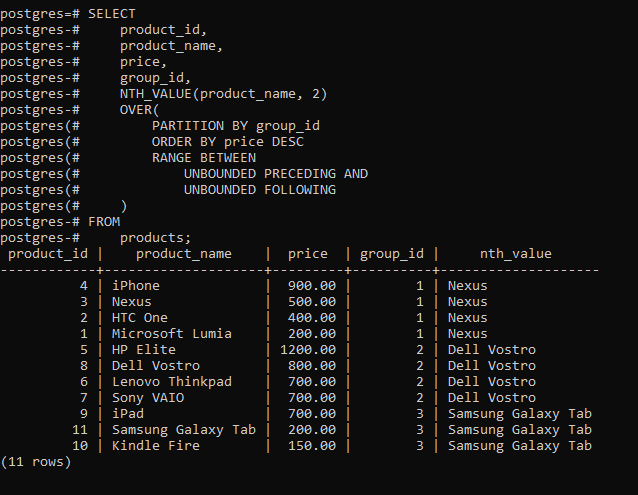 postgres=# SELECT
postgres-#     product_id,
postgres-#     product_name,
postgres-#     price,
postgres-#     group_id,
postgres-#     NTH_VALUE(product_name, 2)
postgres-#     OVER(
postgres(#         PARTITION BY group_id
postgres(#         ORDER BY price DESC
postgres(#         RANGE BETWEEN
postgres(#             UNBOUNDED PRECEDING AND
postgres(#             UNBOUNDED FOLLOWING
postgres(#     )
postgres-# FROM
postgres-#     products;
 product_id |    product_name    |  price  | group_id |     nth_value
------------+--------------------+---------+----------+--------------------
          4 | iPhone             |  900.00 |        1 | Nexus
          3 | Nexus              |  500.00 |        1 | Nexus
          2 | HTC One            |  400.00 |        1 | Nexus
          1 | Microsoft Lumia    |  200.00 |        1 | Nexus
          5 | HP Elite           | 1200.00 |        2 | Dell Vostro
          8 | Dell Vostro        |  800.00 |        2 | Dell Vostro
          6 | Lenovo Thinkpad    |  700.00 |        2 | Dell Vostro
          7 | Sony VAIO          |  700.00 |        2 | Dell Vostro
          9 | iPad               |  700.00 |        3 | Samsung Galaxy Tab
         11 | Samsung Galaxy Tab |  200.00 |        3 | Samsung Galaxy Tab
         10 | Kindle Fire        |  150.00 |        3 | Samsung Galaxy Tab
(11 rows)